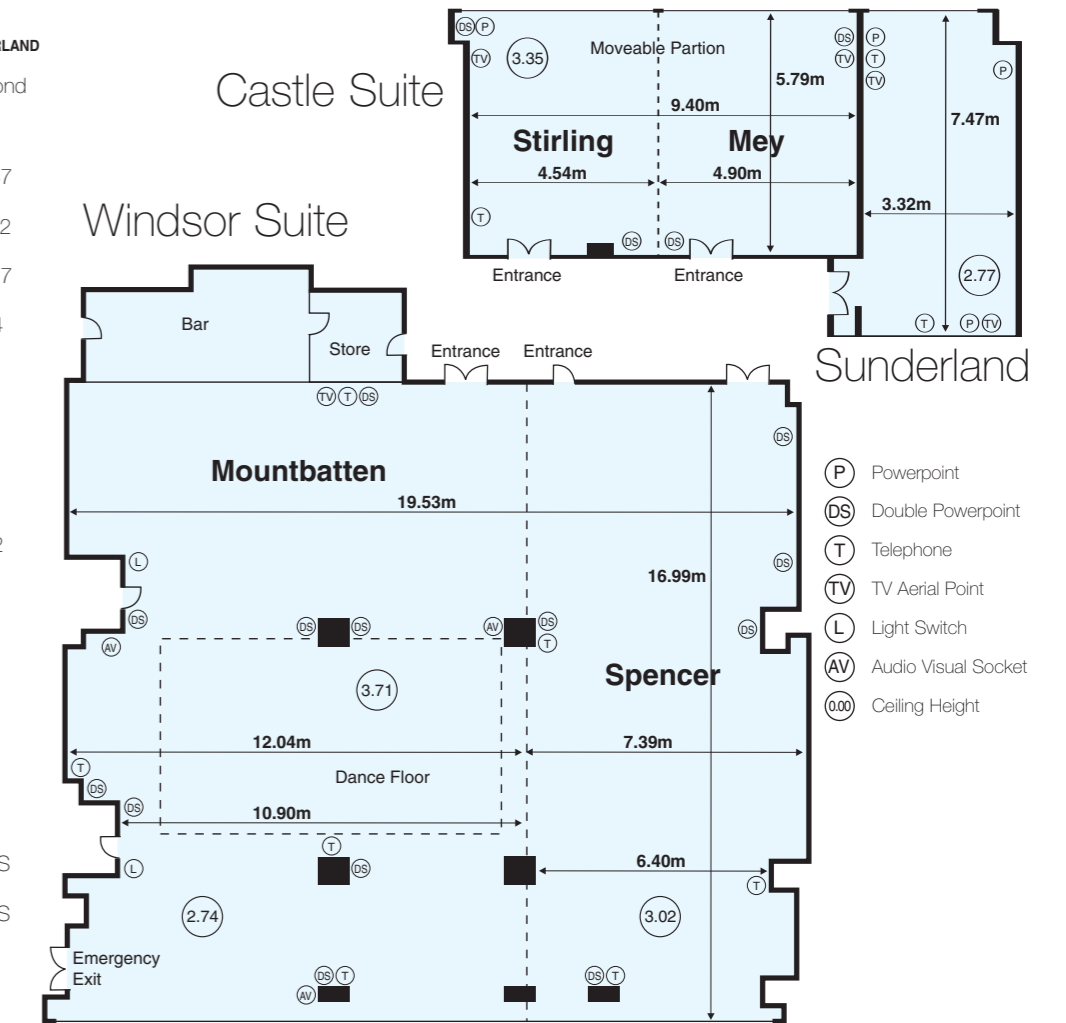 RLAND
ond
7
2
7
4
2
S
S
Castle Suite
DS P
TV
3.35
Moveable Partion
DS
TV
P
T
TV
P
5.79m
9.40m
7.47m
Stirling
Mey
4.54m
4.90m
3.32m
T
DS
DS
Entrance
Entrance
2.77
T
P TV
Sunderland
Windsor Suite
Bar
Store
Entrance
Entrance
TV T DS
DS
Mountbatten
19.53m
L
DS
16.99m
DS
AV
DS
DS
AV
DS
T
DS
3.71
Spencer
12.04m
7.39m
T
DS
Dance Floor
DS
10.90m
T
DS
L
6.40m
T
2.74
3.02
Emergency
Exit
DS T
AV
DS T
P Powerpoint
DS Double Powerpoint
T Telephone
TV TV Aerial Point
L Light Switch
AV Audio Visual Socket
0.00 Ceiling Height